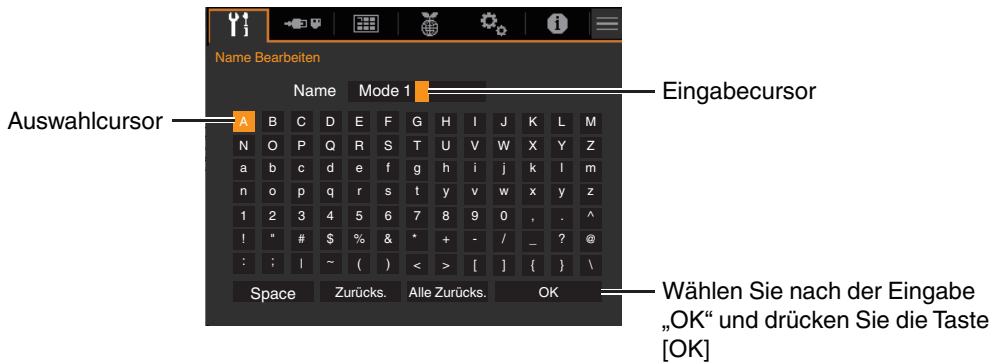 Name Bearbeiten
Name Mode 1
Eingabecursor
Auswahlcursor
A B C D E F G H I J K L M
N O P Q R S T U V W X Y Z
a b c d e f g h i j k l m
n o p q r s t y v w x y z
1 2 3 4 5 6 7 8 9 0 , . ^
! " # $ % & * + - / _ ? @
: ; | ~ ( ) < > [ ] { } \
Space Zurücks. Alle Zurücks. OK
Wählen Sie nach der Eingabe
„OK“ und drücken Sie die Taste
[OK]